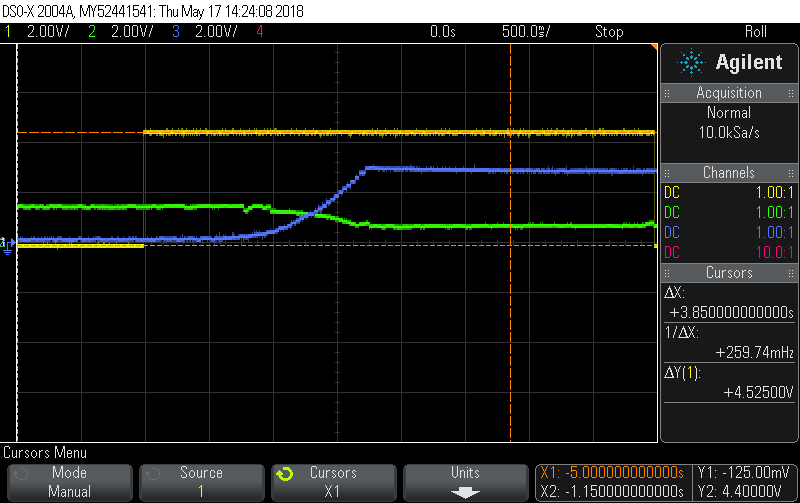 DSO-X 2004A, MY52441541: Thu May 17 14:24:08 2018
1 2.00V/ 2 2.00V/ 3 2.00V/ 4 0.0s 500.0m/ Stop Roll
Agilent
Acquisition
Normal
10.0kSa/s
Channels
DC 1.00:1
DC 1.00:1
DC 1.00:1
DC 10.0:1
Cursors
ΔX:
+3.850000000000s
1/ΔX:
+259.74mHz
ΔY(1):
+4.52500V
Cursors Menu
Mode
Manual
Source
1
Cursors
X1
Units
X1: -5.000000000000s
X2: -1.150000000000s
Y1: -125.00mV
Y2: 4.40000V